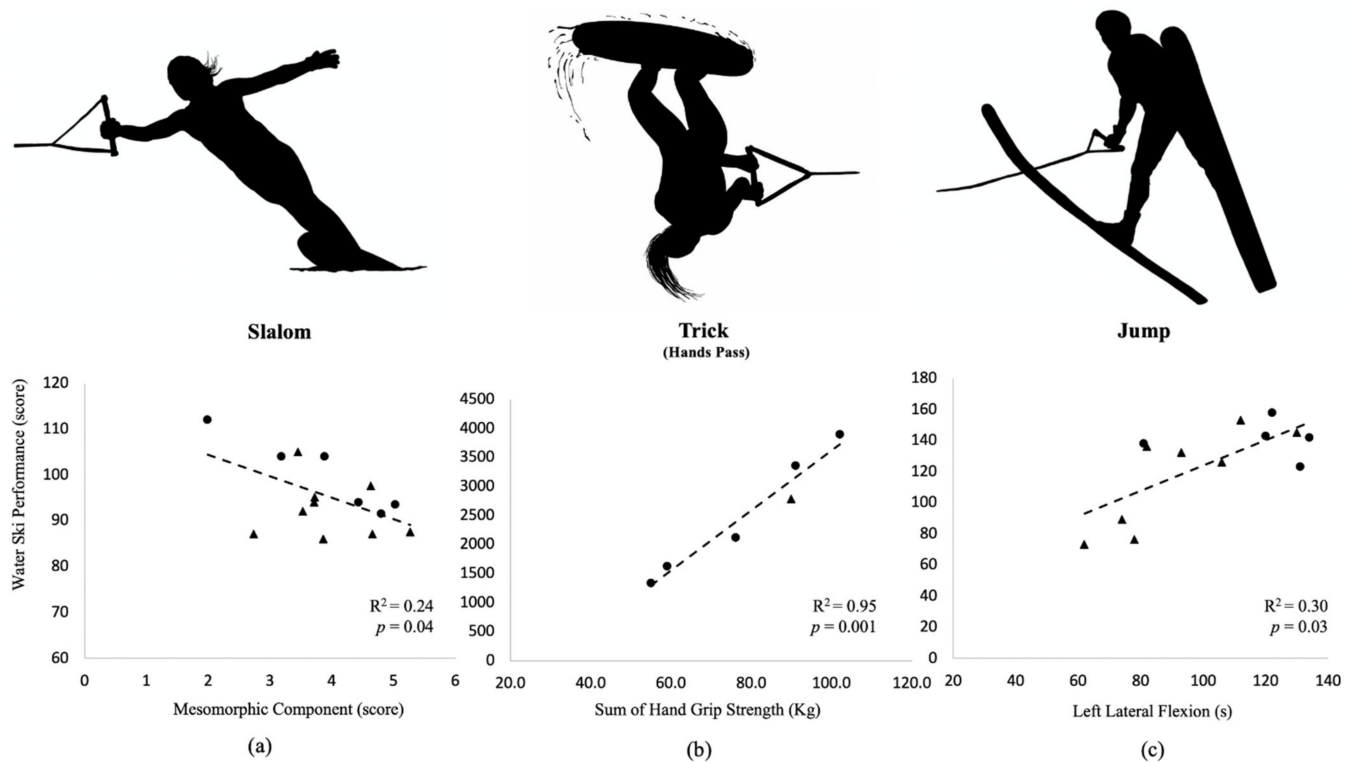 Slalom
Trick
(Hands Pass)
Jump
Water Ski Performance (score)
120
110
100
90
80
70
60
0
1
2
3
4
5
6
R² = 0.24
p = 0.04
Mesomorphic Component (score)
(a)
4500
4000
3500
3000
2500
2000
1500
1000
500
0
20.0
40.0
60.0
80.0
100.0
120.0
R² = 0.95
p = 0.001
Sum of Hand Grip Strength (Kg)
(b)
180
160
140
120
100
80
60
40
20
0
20
40
60
80
100
120
140
R² = 0.30
p = 0.03
Left Lateral Flexion (s)
(c)